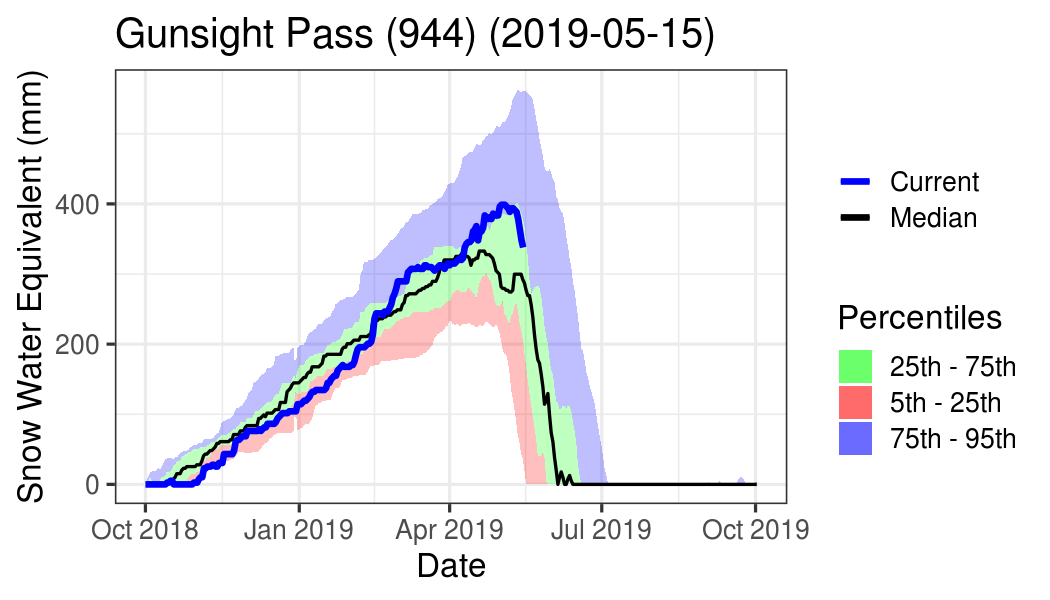 Gunsight Pass (944) (2019-05-15)
Snow Water Equivalent (mm)
400
200
0
Oct 2018
Jan 2019
Apr 2019
Jul 2019
Oct 2019
Date
Current
Median
Percentiles
25th - 75th
5th - 25th
75th - 95th